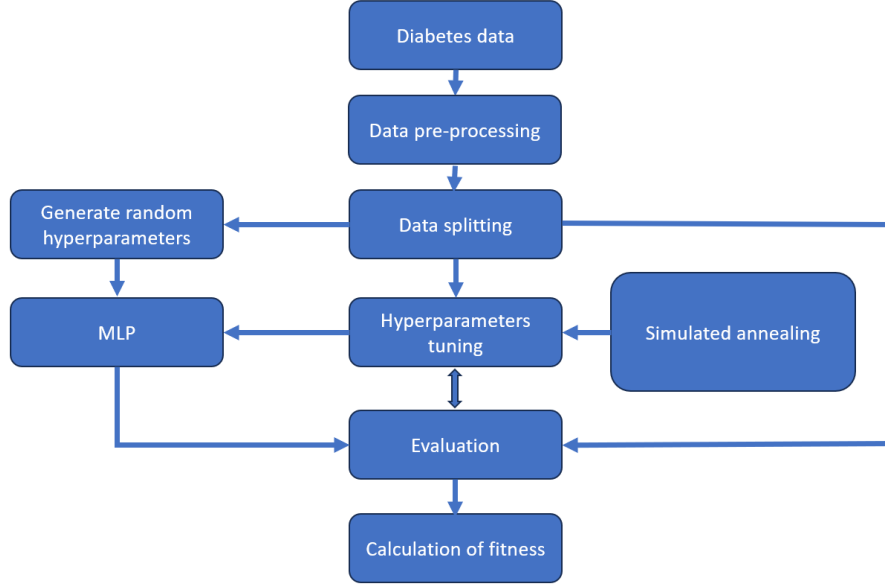 Diabetes data
Data pre-processing
Generate random
hyperparameters
Data splitting
MLP
Hyperparameters
tuning
Simulated annealing
Evaluation
Calculation of fitness